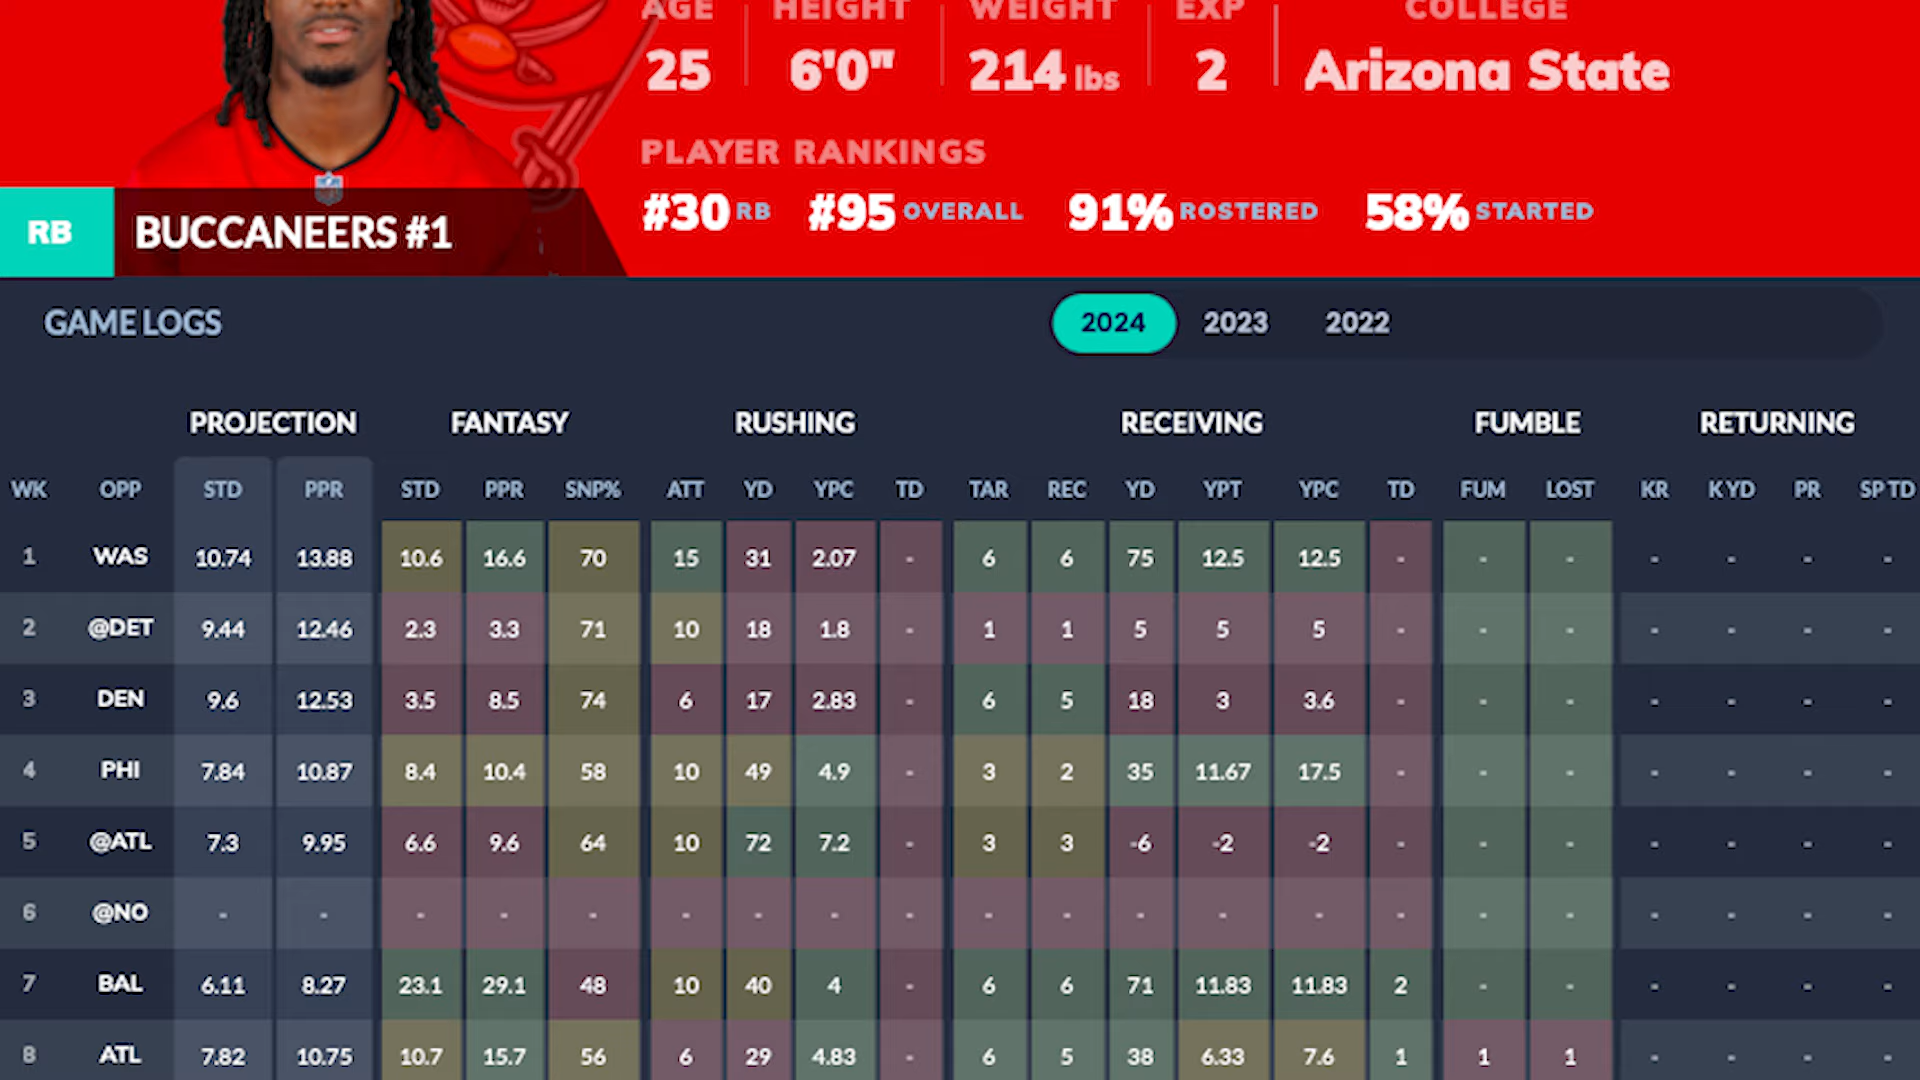 AGE HEIGHT WEIGHT EXP COLLEGE
25 6'0" 214 lbs 2 Arizona State
PLAYER RANKINGS
#30 RB #95 OVERALL 91% ROSTERED 58% STARTED
RB BUCCANEERS #1
GAME LOGS 2024 2023 2022
PROJECTION FANTASY RUSHING RECEIVING FUMBLE RETURNING
WK OPP STD PPR STD PPR SNP% ATT YD YPC TD TAR REC YD YPT YPC TD FUM LOST KR KYD PR SP TD
1 WAS 10.74 13.88 10.6 16.6 70 15 31 2.07 - 6 6 75 12.5 12.5 - - - - - - -
2 @DET 9.44 12.46 2.3 3.3 71 10 18 1.8 - 1 1 5 5 5 - - - - - - -
3 DEN 9.6 12.53 3.5 8.5 74 6 17 2.83 - 6 5 18 3 3.6 - - - - - - -
4 PHI 7.84 10.87 8.4 10.4 58 10 49 4.9 - 3 2 35 11.67 17.5 - - - - - - -
5 @ATL 7.3 9.95 6.6 9.6 64 10 72 7.2 - 3 3 -6 -2 -2 - - - - - - -
6 @NO - - - - - - - - - - - - - - - - - - - - -
7 BAL 6.11 8.27 23.1 29.1 48 10 40 4 - 6 6 71 11.83 11.83 2 - - - - - -
8 ATL 7.82 10.75 10.7 15.7 56 6 29 4.83 - 6 5 38 6.33 7.6 1 1 1 - - - -